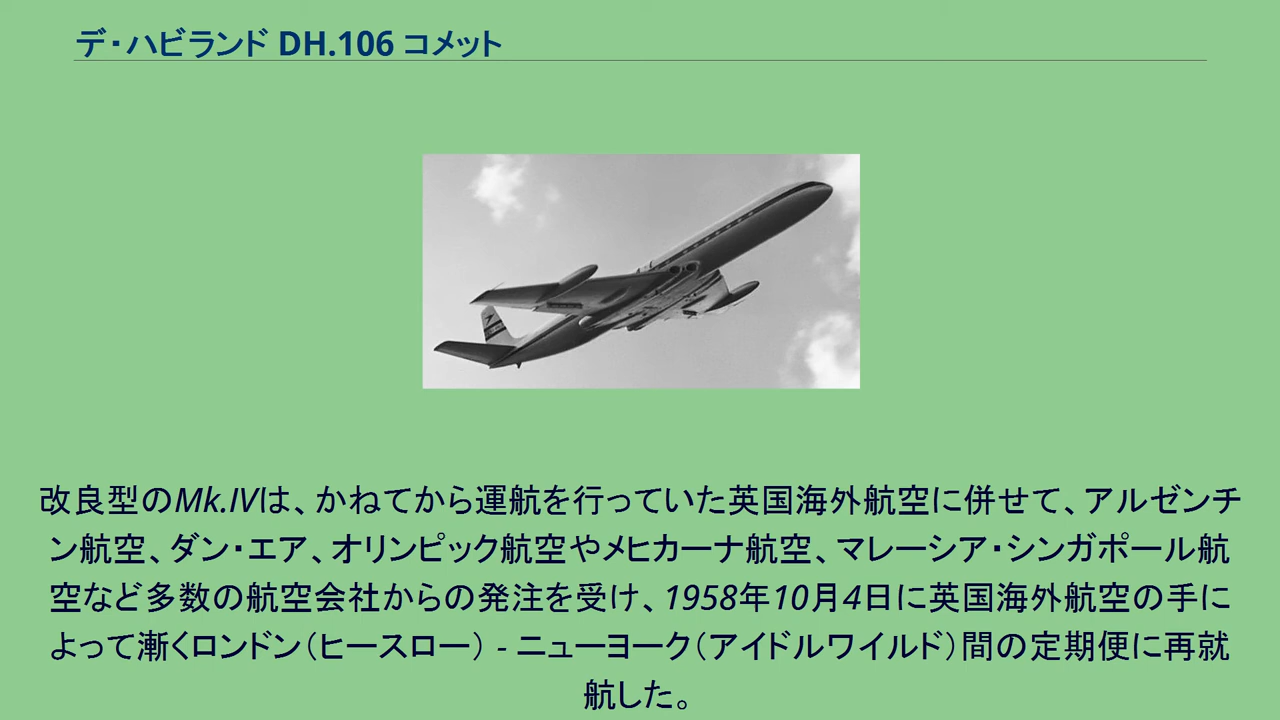 デ・ハビランド DH.106 コメット
改良型のMk.IVは、かねてから運航を行っていた英国海外航空に併せて、アルゼンチ
ン航空、ダン・エア、オリンピック航空やメヒカーナ航空、マレーシア・シンガポール航
空など多数の航空会社からの発注を受け、1958年10月4日に英国海外航空の手に
よって漸くロンドン（ヒースロー） - ニューヨーク（アイドルワイルド）間の定期便に再就
航した。